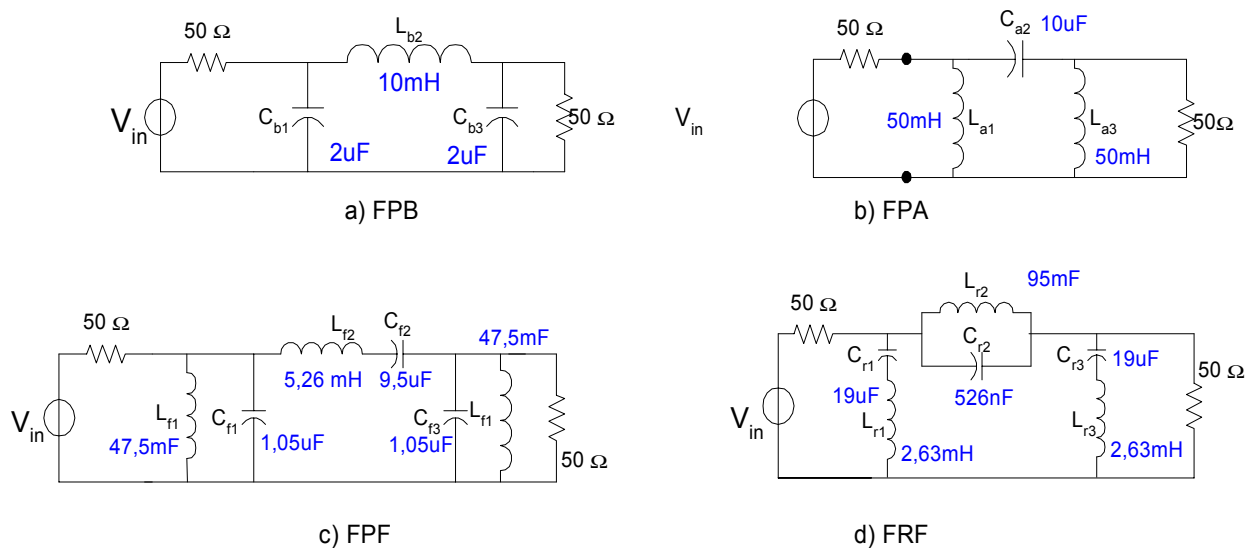 50 Ω
L_b2
10mH
V_in
C_b1
2uF
C_b3
2uF
50 Ω
a) FPB
50 Ω
C_a2
10uF
V_in
50mH
L_a1
L_a3
50mH
50Ω
b) FPA
50 Ω
L_f2
C_f2
47,5mF
5,26 mH
9,5uF
V_in
L_f1
47,5mF
C_f1
1,05uF
C_f3
1,05uF
L_f1
50 Ω
c) FPF
50 Ω
L_r2
95mF
C_r1
19uF
C_r2
526nF
C_r3
19uF
50 Ω
V_in
L_r1
2,63mH
L_r3
2,63mH
d) FRF